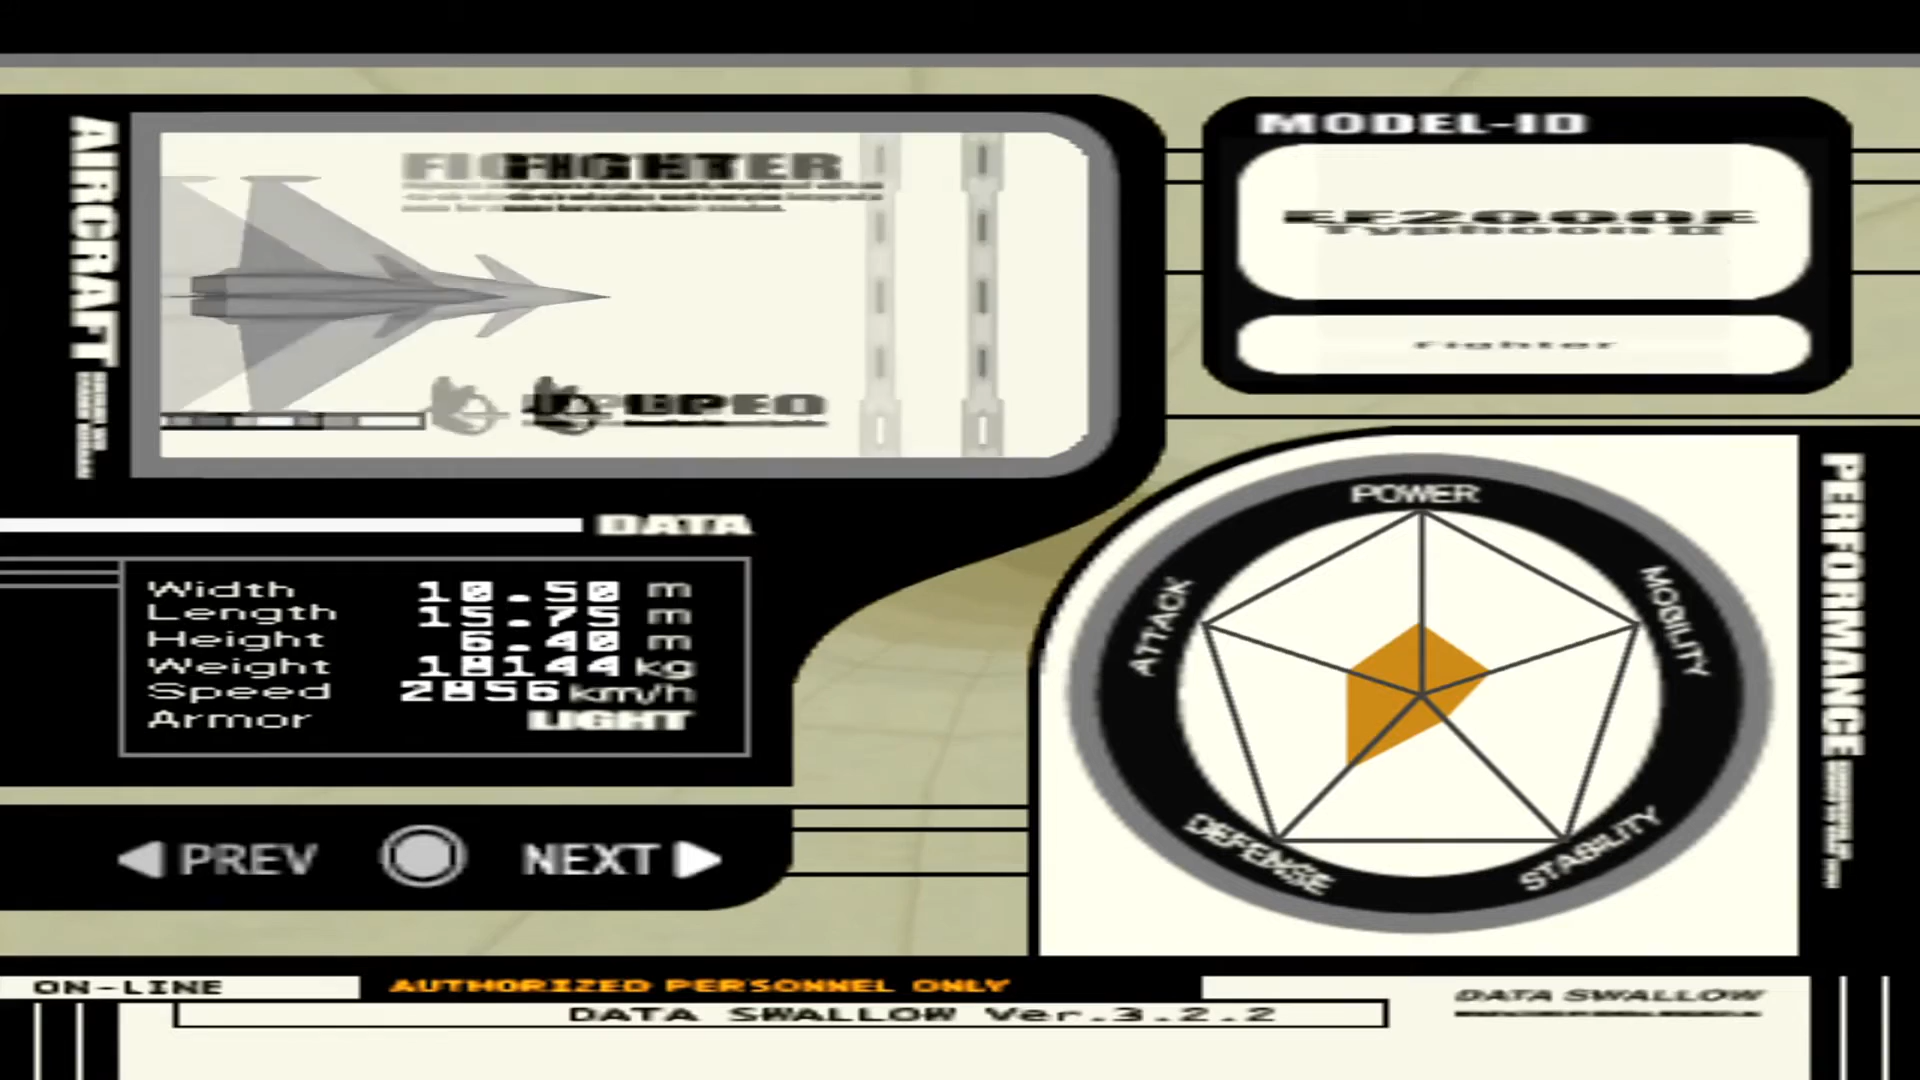 AIRCRAFT
FIGHTER
MODEL-ID
Typhoon II
Fighter
UPEO
DATA
Width 10.50 m
Length 15.75 m
Height 6.40 m
Weight 18144 kg
Speed 2856 km/h
Armor LIGHT
PREV NEXT
PERFORMANCE
POWER
MOBILITY
STABILITY
DEFENSE
ATTACK
ON-LINE
AUTHORIZED PERSONNEL ONLY
DATA SWALLOW Ver.3.2.2
DATA SWALLOW